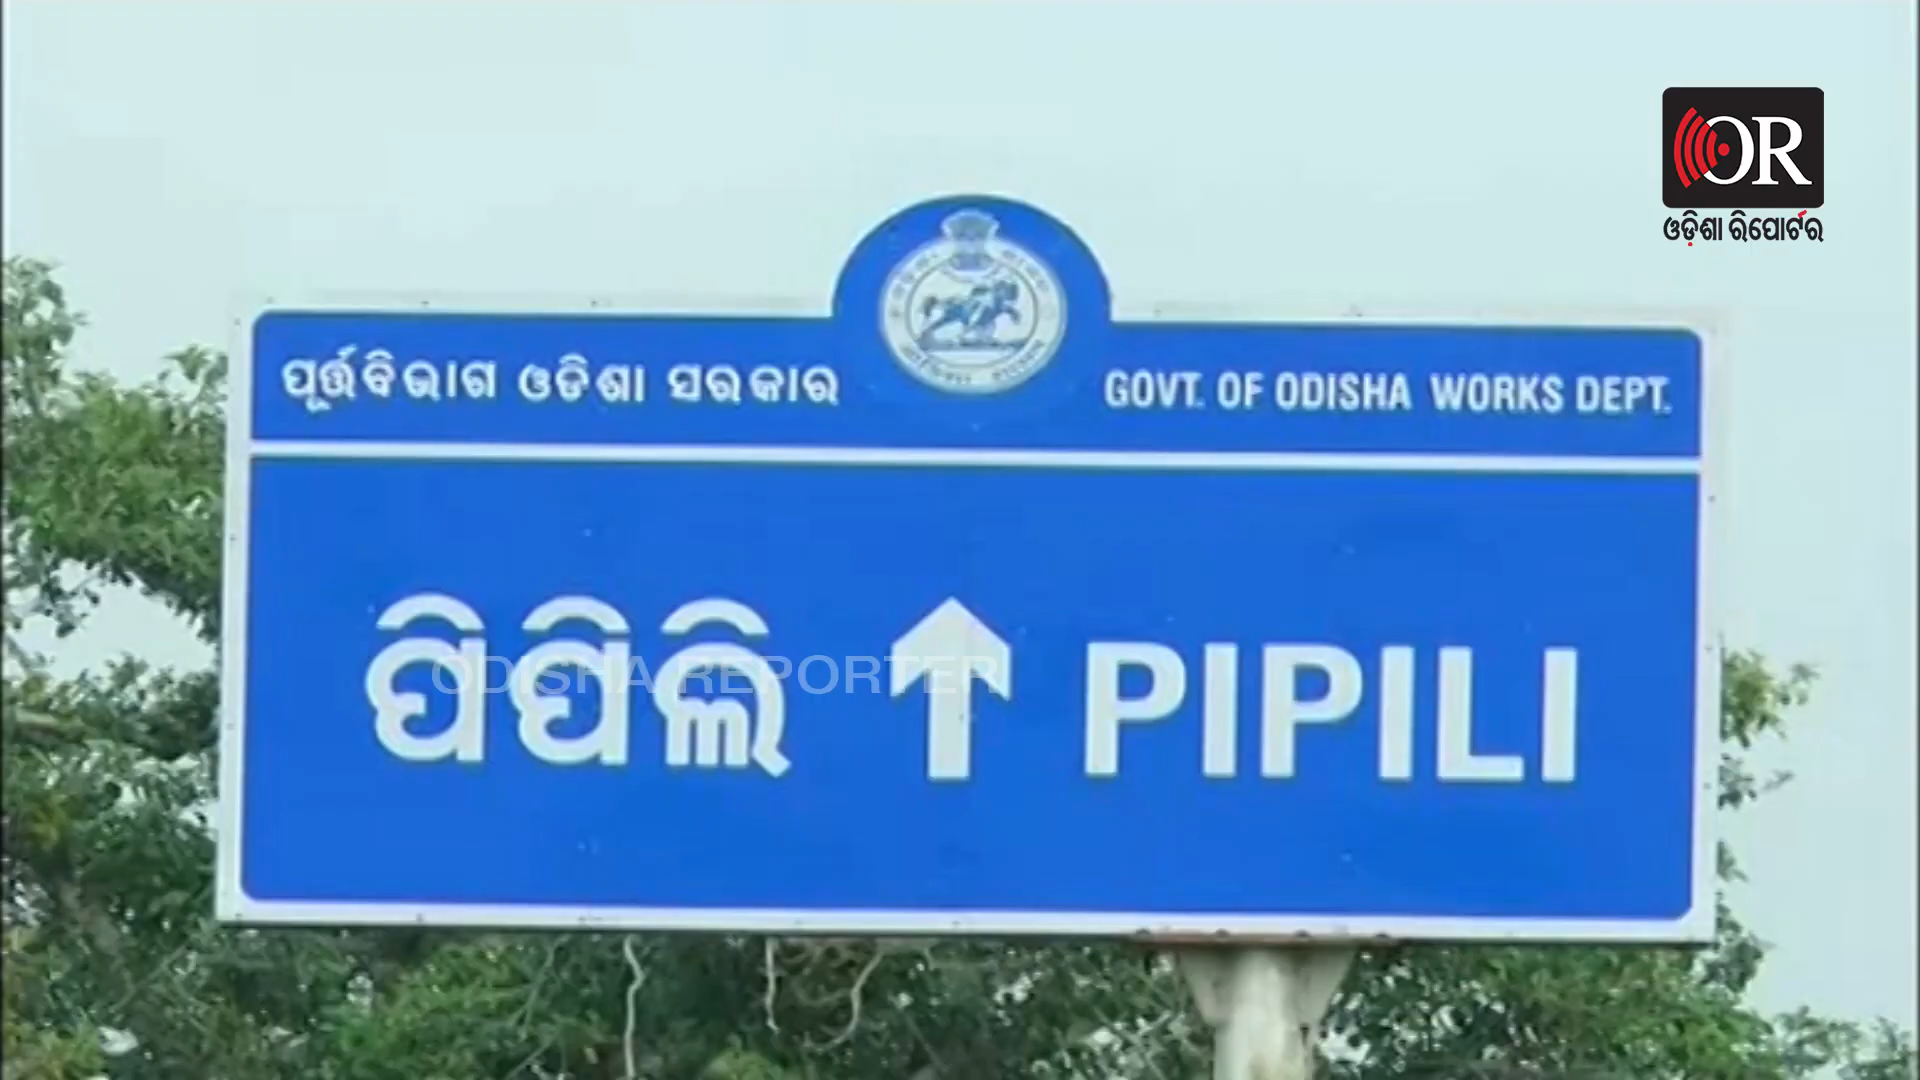 OR
ଓଡ଼ିଶା ରିପୋର୍ଟର
ପୂର୍ତ୍ତବିଭାଗ ଓଡିଶା ସରକାର GOVT. OF ODISHA WORKS DEPT.
ପିପିଲି PIPILI
ODISHA REPORTER